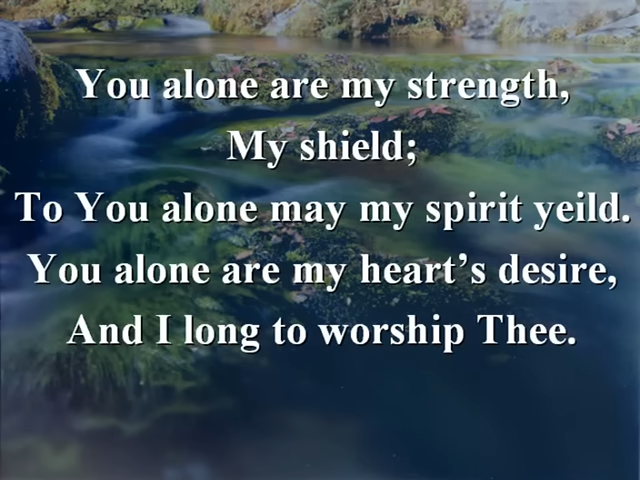 You alone are my strength,
My shield;
To You alone may my spirit yeild.
You alone are my heart’s desire,
And I long to worship Thee.